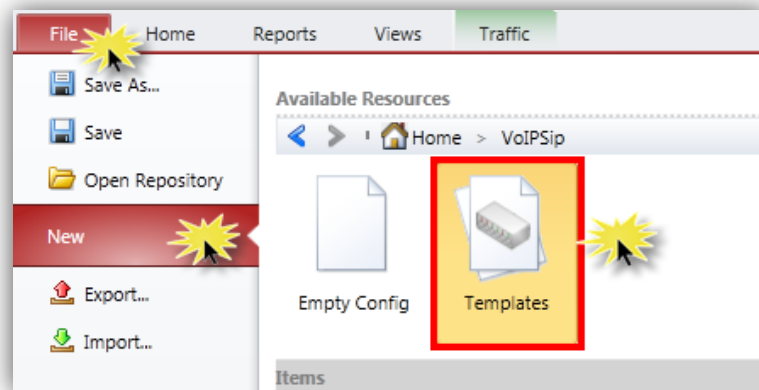 File Home Reports Views Traffic
Save As...
Save
Open Repository
New
Export...
Import...
Available Resources
Home > VoIPSip
Empty Config
Templates
Items